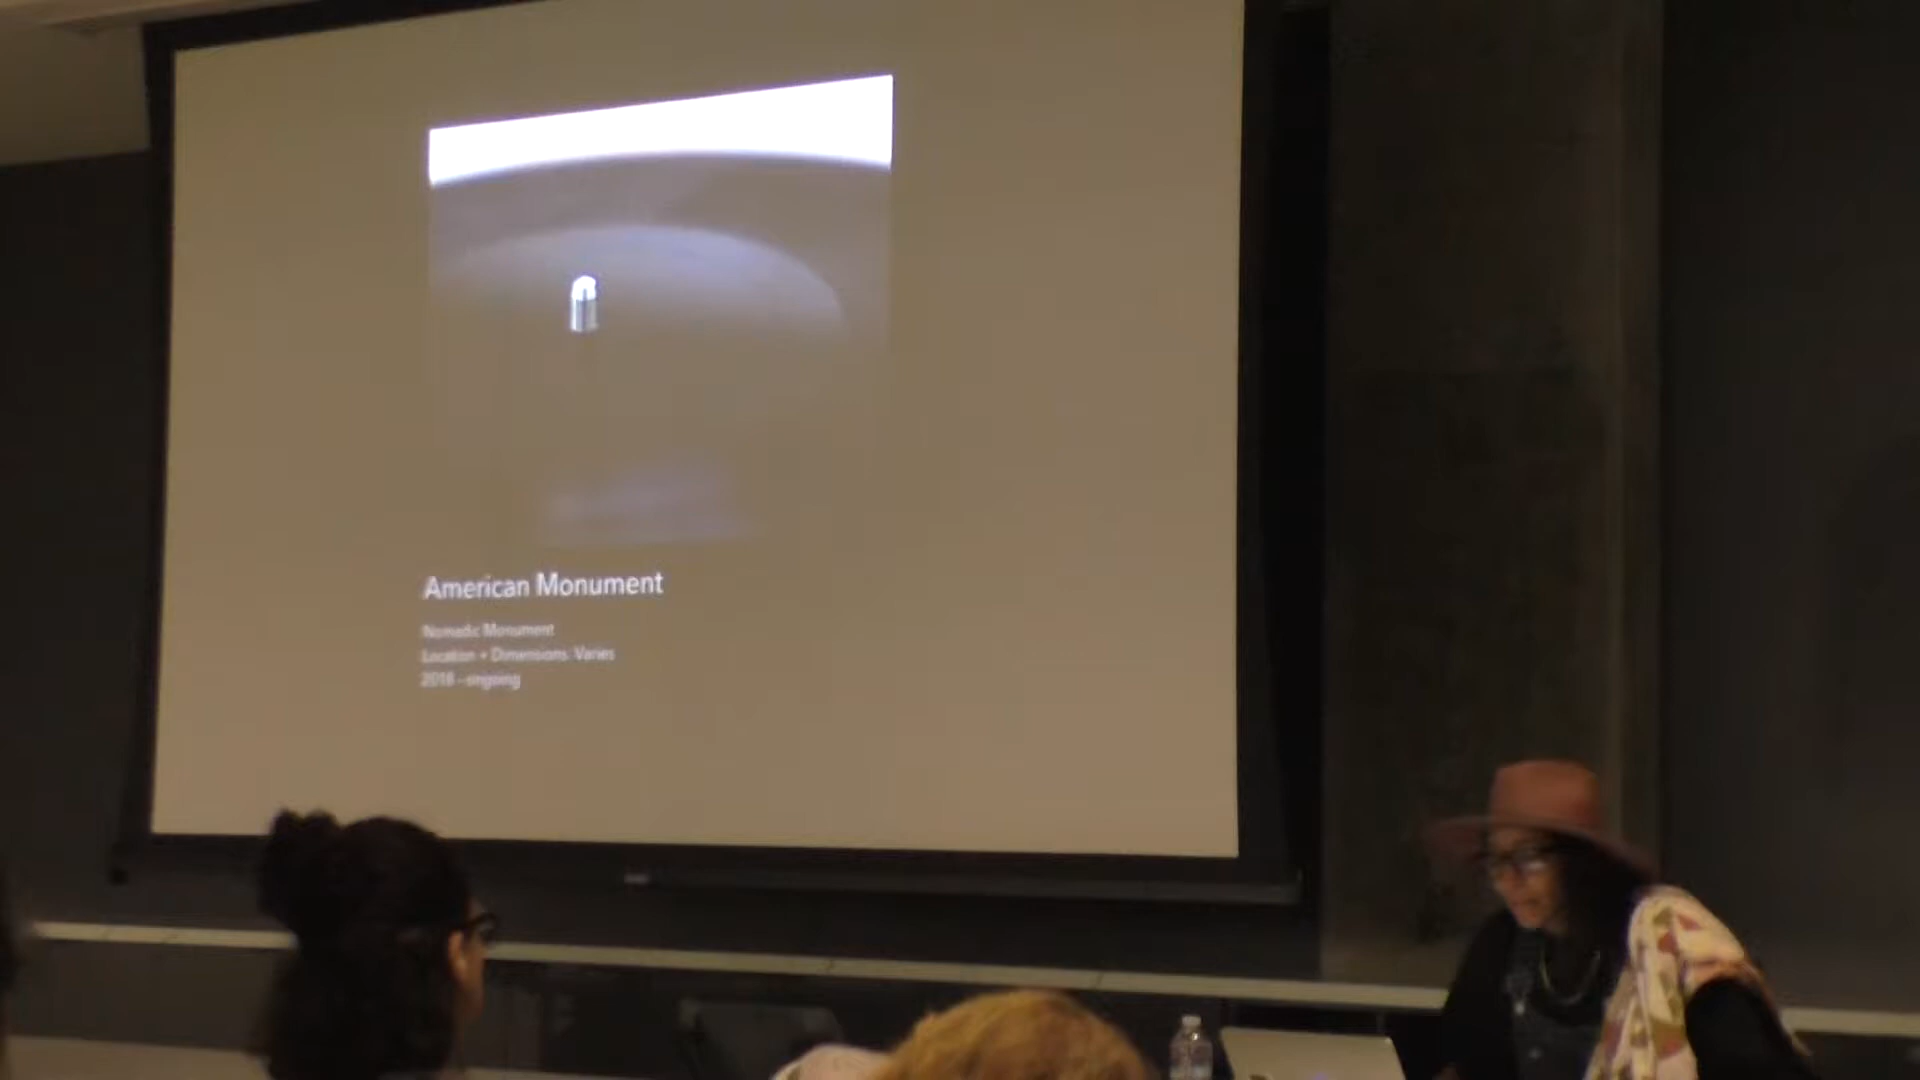 American Monument
Nomadic Monument
Location + Dimensions: Varies
2018 - ongoing